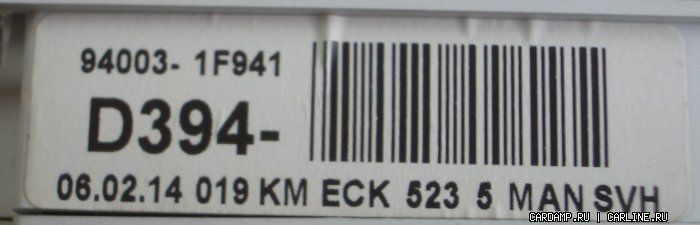 94003- 1F941
D394-
06.02.14 019 KM ECK 523 5 MAN SVH
CARDAMP.RU | CARLINE.RU